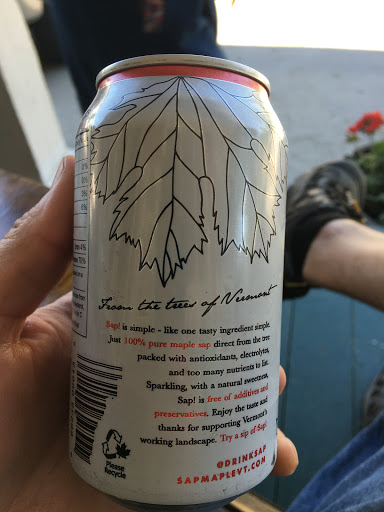 From the trees of Vermont
Sap! is simple - like one tasty ingredient simple.
Just 100% pure maple sap direct from the tree
packed with antioxidants, electrolytes,
and too many nutrients to list.
Sparkling, with a natural sweetness,
Sap! is free of additives and
preservatives. Enjoy the taste and
thanks for supporting Vermont's
working landscape. Try a sip of Sap!
@DRINKSAP
SAPMAPLEVT.COM
Please
Recycle